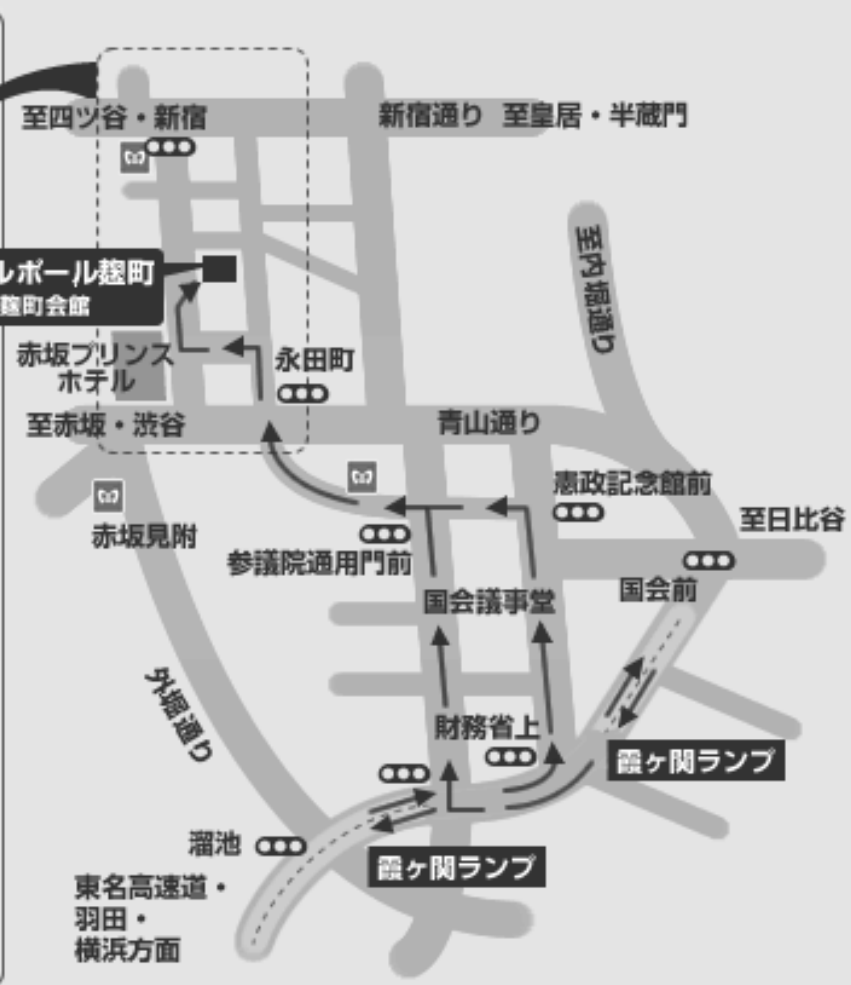 至四ツ谷・新宿
新宿通り
至皇居・半蔵門
至内堀通り
ルポール麹町
麹町会館
赤坂プリンス
ホテル
永田町
至赤坂・渋谷
青山通り
赤坂見附
憲政記念館前
至日比谷
参議院通用門前
国会前
国会議事堂
外堀通り
財務省上
霞ヶ関ランプ
溜池
霞ヶ関ランプ
東名高速道・
羽田・
横浜方面